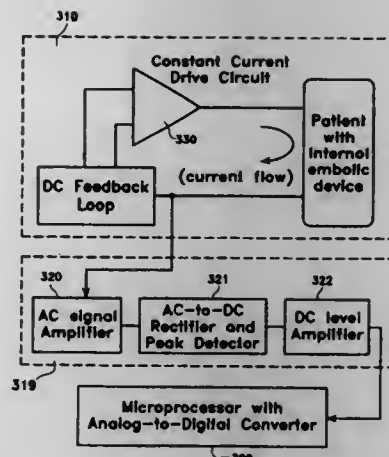 310
Constant Current
Drive Circuit
330
Patient
with
internal
embolic
device
(current flow)
DC Feedback
Loop
320
321
322
AC signal
Amplifier
AC-to-DC
Rectifier and
Peak Detector
DC level
Amplifier
319
Microprocessar with
Analog-to-Digital Converter